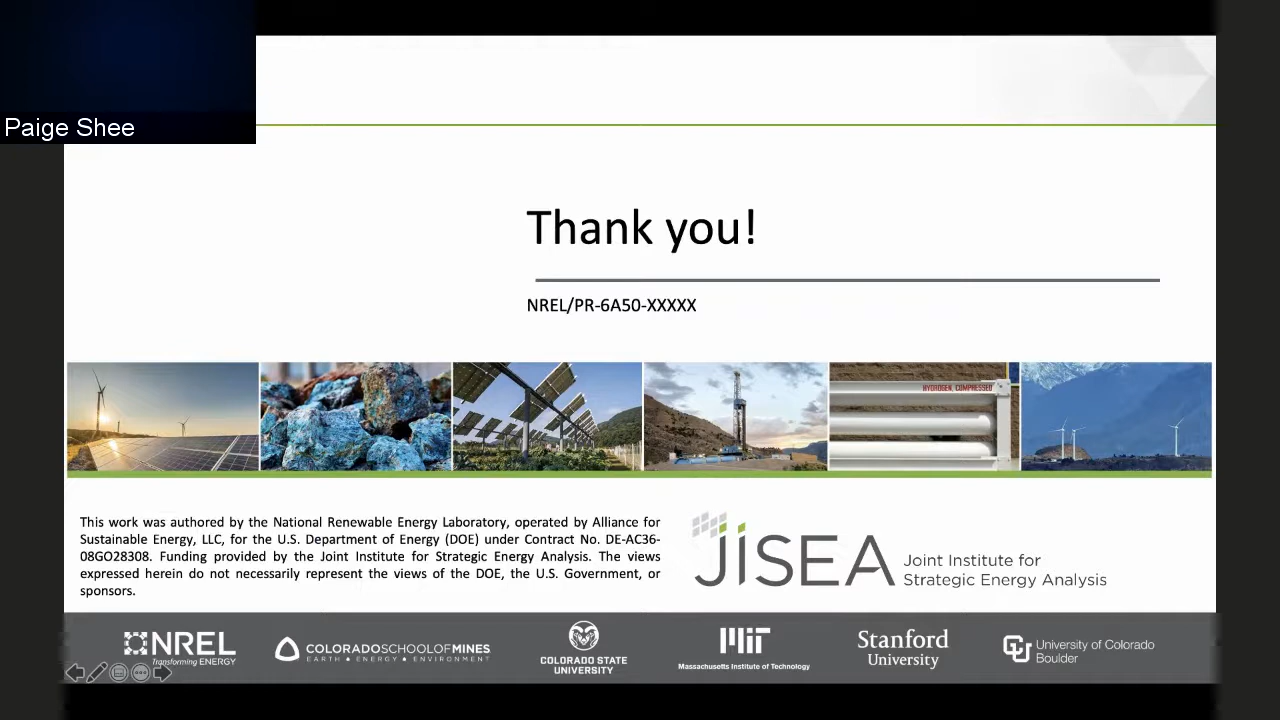 Paige Shee
Thank you!
NREL/PR-6A50-XXXXX
HYDROGEN, COMPRESSED
This work was authored by the National Renewable Energy Laboratory, operated by Alliance for
Sustainable Energy, LLC, for the U.S. Department of Energy (DOE) under Contract No. DE-AC36-
08GO28308. Funding provided by the Joint Institute for Strategic Energy Analysis. The views
expressed herein do not necessarily represent the views of the DOE, the U.S. Government, or
sponsors.
JISEA
Joint Institute for
Strategic Energy Analysis
NREL
Transforming ENERGY
COLORADOSCHOOLOFMINES
EARTH • ENERGY • ENVIRONMENT
COLORADO STATE
UNIVERSITY
MIT
Massachusetts Institute of Technology
Stanford
University
CU
University of Colorado
Boulder